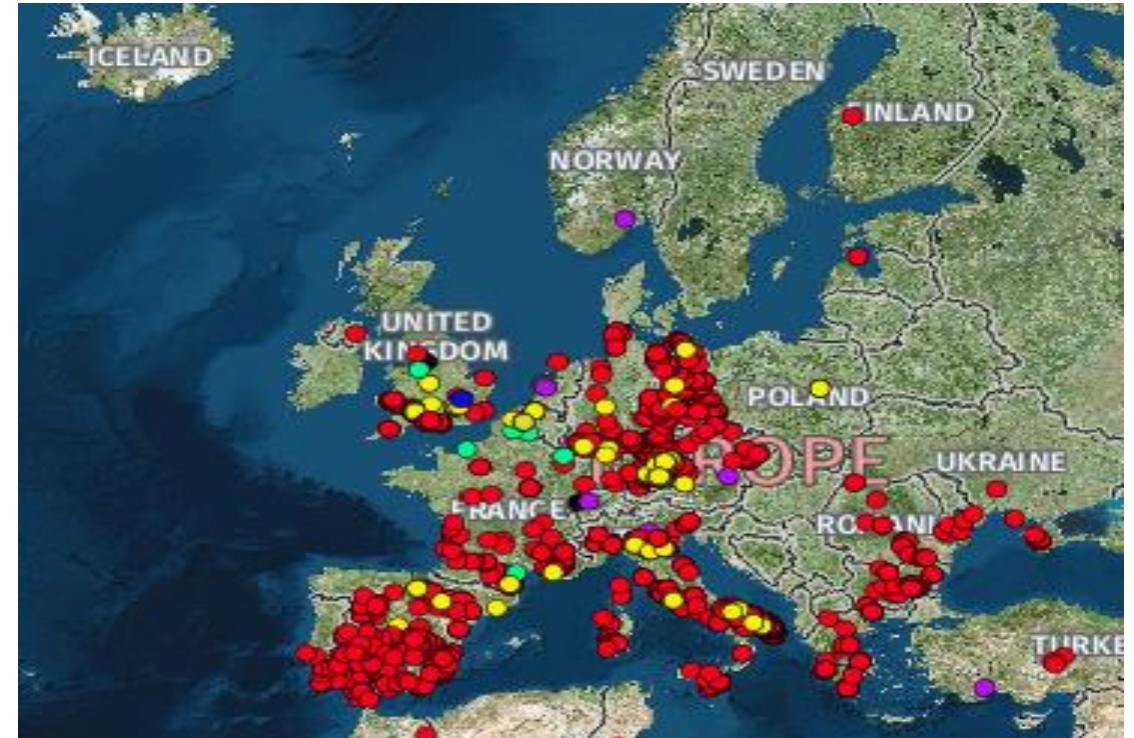 ICELAND
SWEDEN
FINLAND
NORWAY
UNITED
KINGDOM
POLAND
UKRAINE
FRANCE